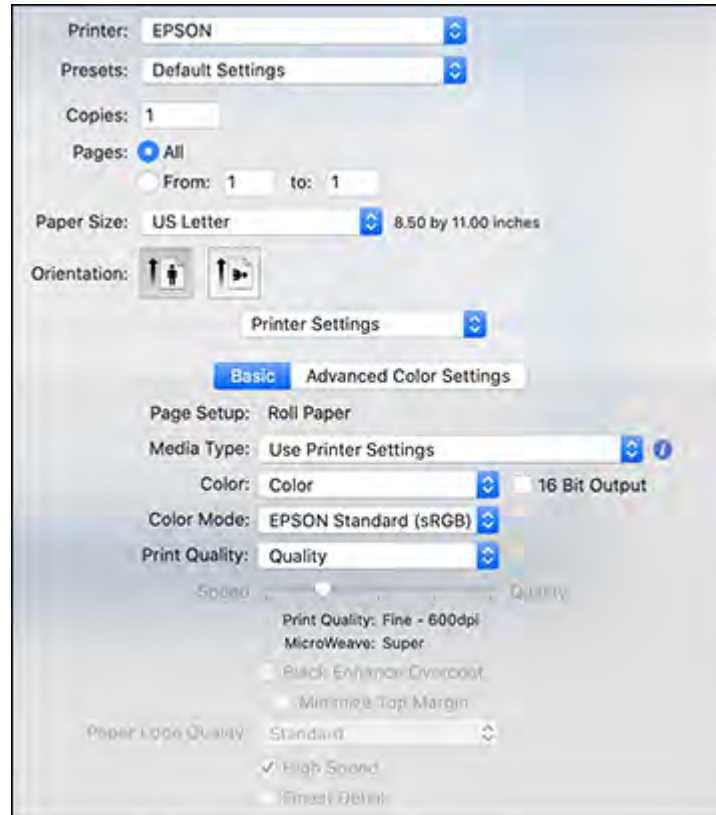 Printer: EPSON
Presets: Default Settings
Copies: 1
Pages: All
From: 1 to: 1
Paper Size: US Letter 8.50 by 11.00 inches
Orientation:
Printer Settings
Basic Advanced Color Settings
Page Setup: Roll Paper
Media Type: Use Printer Settings
Color: Color 16 Bit Output
Color Mode: EPSON Standard (sRGB)
Print Quality: Quality
Speed Quality
Print Quality: Fine - 600dpi
MicroWeave: Super
Black Enhance Overcoat
Minimize Top Margin
Paper Look Quality Standard
High Speed
Finest Detail